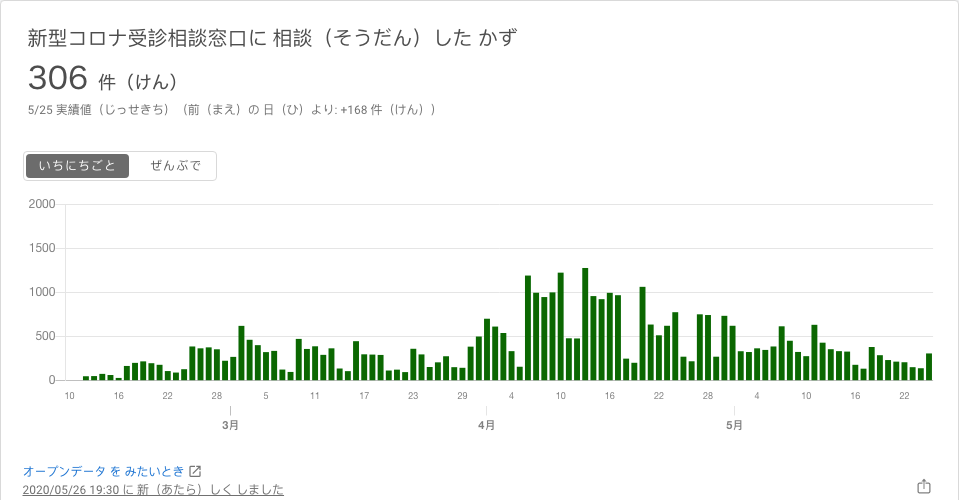 新型コロナ受診相談窓口に 相談（そうだん）した かず
306 件（けん）
5/25 実績値（じっせきち）（前（まえ）の 日（ひ）より: +168 件（けん））
いちにちごと ぜんぶで
2000
1500
1000
500
0
10 16 22 28 5 11 17 23 29 4 10 16 22 28 4 10 16 22
3月 4月 5月
オープンデータ を みたいとき
2020/05/26 19:30 に 新（あたら）しく しました